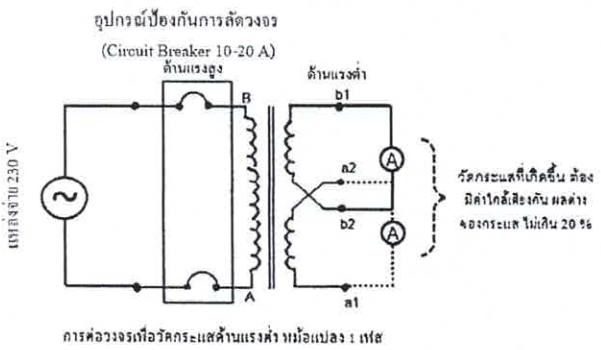 อุปกรณ์ป้องกันการลัดวงจร
(Circuit Breaker 10-20 A)
ด้านแรงสูง
ด้านแรงต่ำ
B
b1
A
a2
วัดกระแสที่เกิดขึ้น ต้อง
มีค่าใกล้เคียงกัน ผลต่าง
ของกระแส ไม่เกิน 20 %
แหล่งจ่าย 230 V
b2
A
A
a1
การต่อวงจรเพื่อวัดกระแสด้านแรงต่ำ หม้อแปลง 1 เฟส